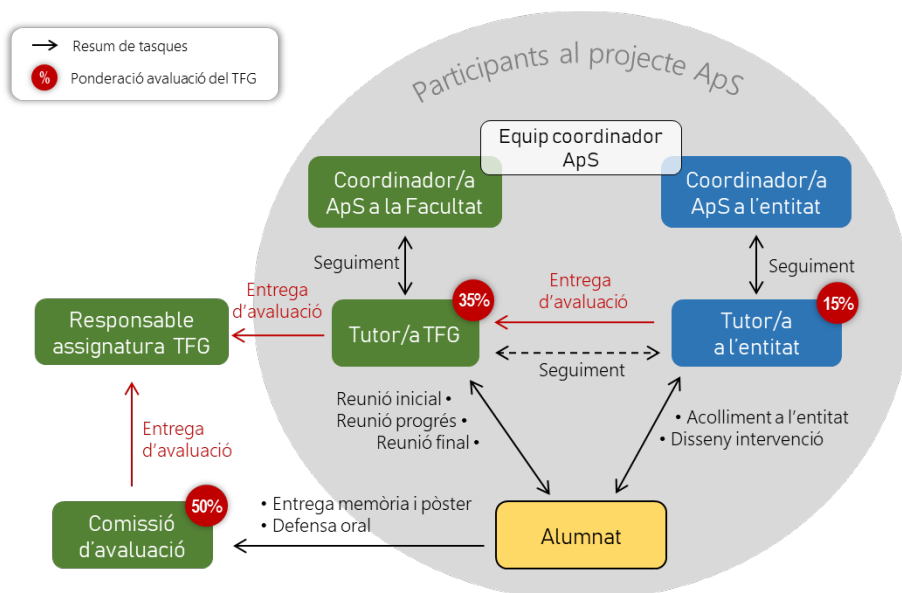 Resum de tasques
% Ponderació avaluació del TFG
Participants al projecte ApS
Equip coordinador
ApS
Coordinador/a
ApS a la Facultat
Coordinador/a
ApS a l'entitat
Seguiment
Seguiment
Entrega
d'avaluació
Entrega
d'avaluació
35%
15%
Responsable
assignatura TFG
Tutor/a TFG
Tutor/a
a l'entitat
Seguiment
Reunió inicial •
Reunió progrés •
Reunió final •
• Acolliment a l'entitat
• Disseny intervenció
Entrega
d'avaluació
50%
• Entrega memòria i pòster
• Defensa oral
Comissió
d'avaluació
Alumnat